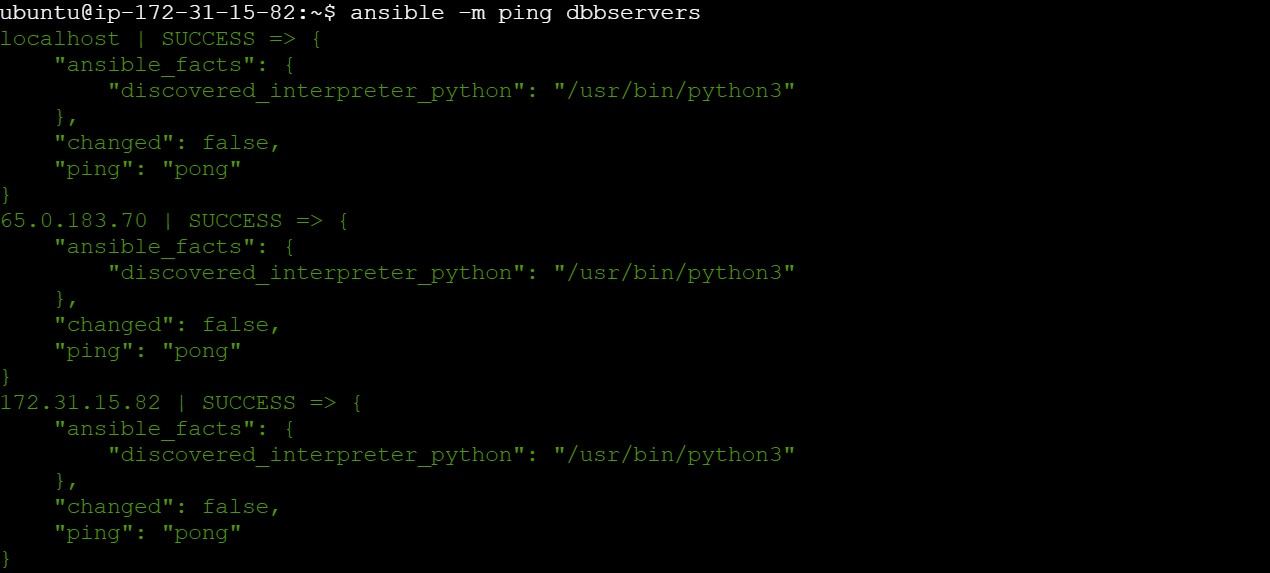 ubuntu@ip-172-31-15-82:~$ ansible -m ping dbbservers
localhost | SUCCESS => {
    "ansible_facts": {
        "discovered_interpreter_python": "/usr/bin/python3"
    },
    "changed": false,
    "ping": "pong"
}
65.0.183.70 | SUCCESS => {
    "ansible_facts": {
        "discovered_interpreter_python": "/usr/bin/python3"
    },
    "changed": false,
    "ping": "pong"
}
172.31.15.82 | SUCCESS => {
    "ansible_facts": {
        "discovered_interpreter_python": "/usr/bin/python3"
    },
    "changed": false,
    "ping": "pong"
}